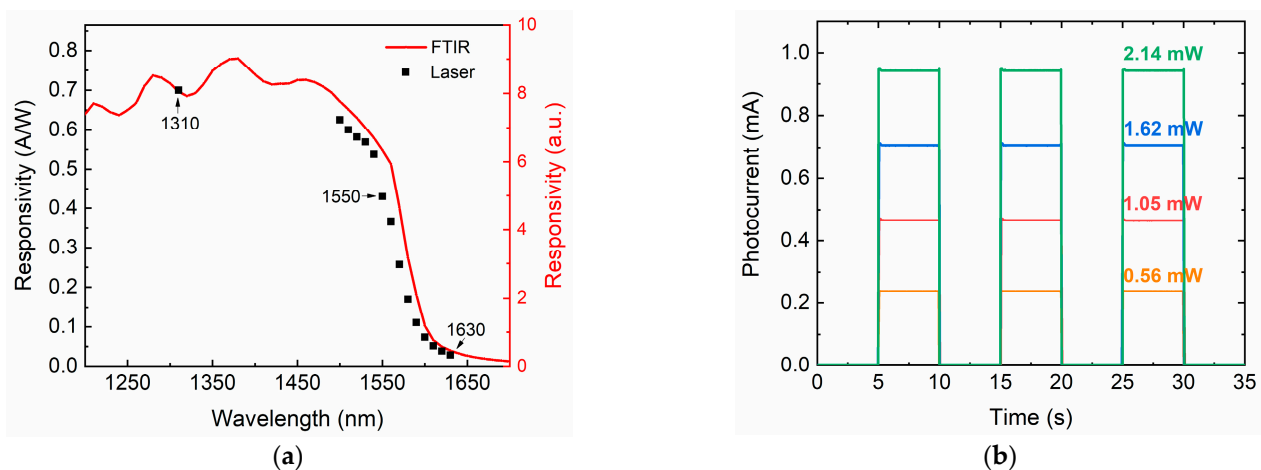 FTIR
Laser
1310
1550
1630
0.0
0.1
0.2
0.3
0.4
0.5
0.6
0.7
0.8
Responsivity (A/W)
0
2
4
6
8
10
Responsivity (a.u.)
1250
1350
1450
1550
1650
Wavelength (nm)
(a)
2.14 mW
1.62 mW
1.05 mW
0.56 mW
0.0
0.2
0.4
0.6
0.8
1.0
Photocurrent (mA)
0
5
10
15
20
25
30
35
Time (s)
(b)